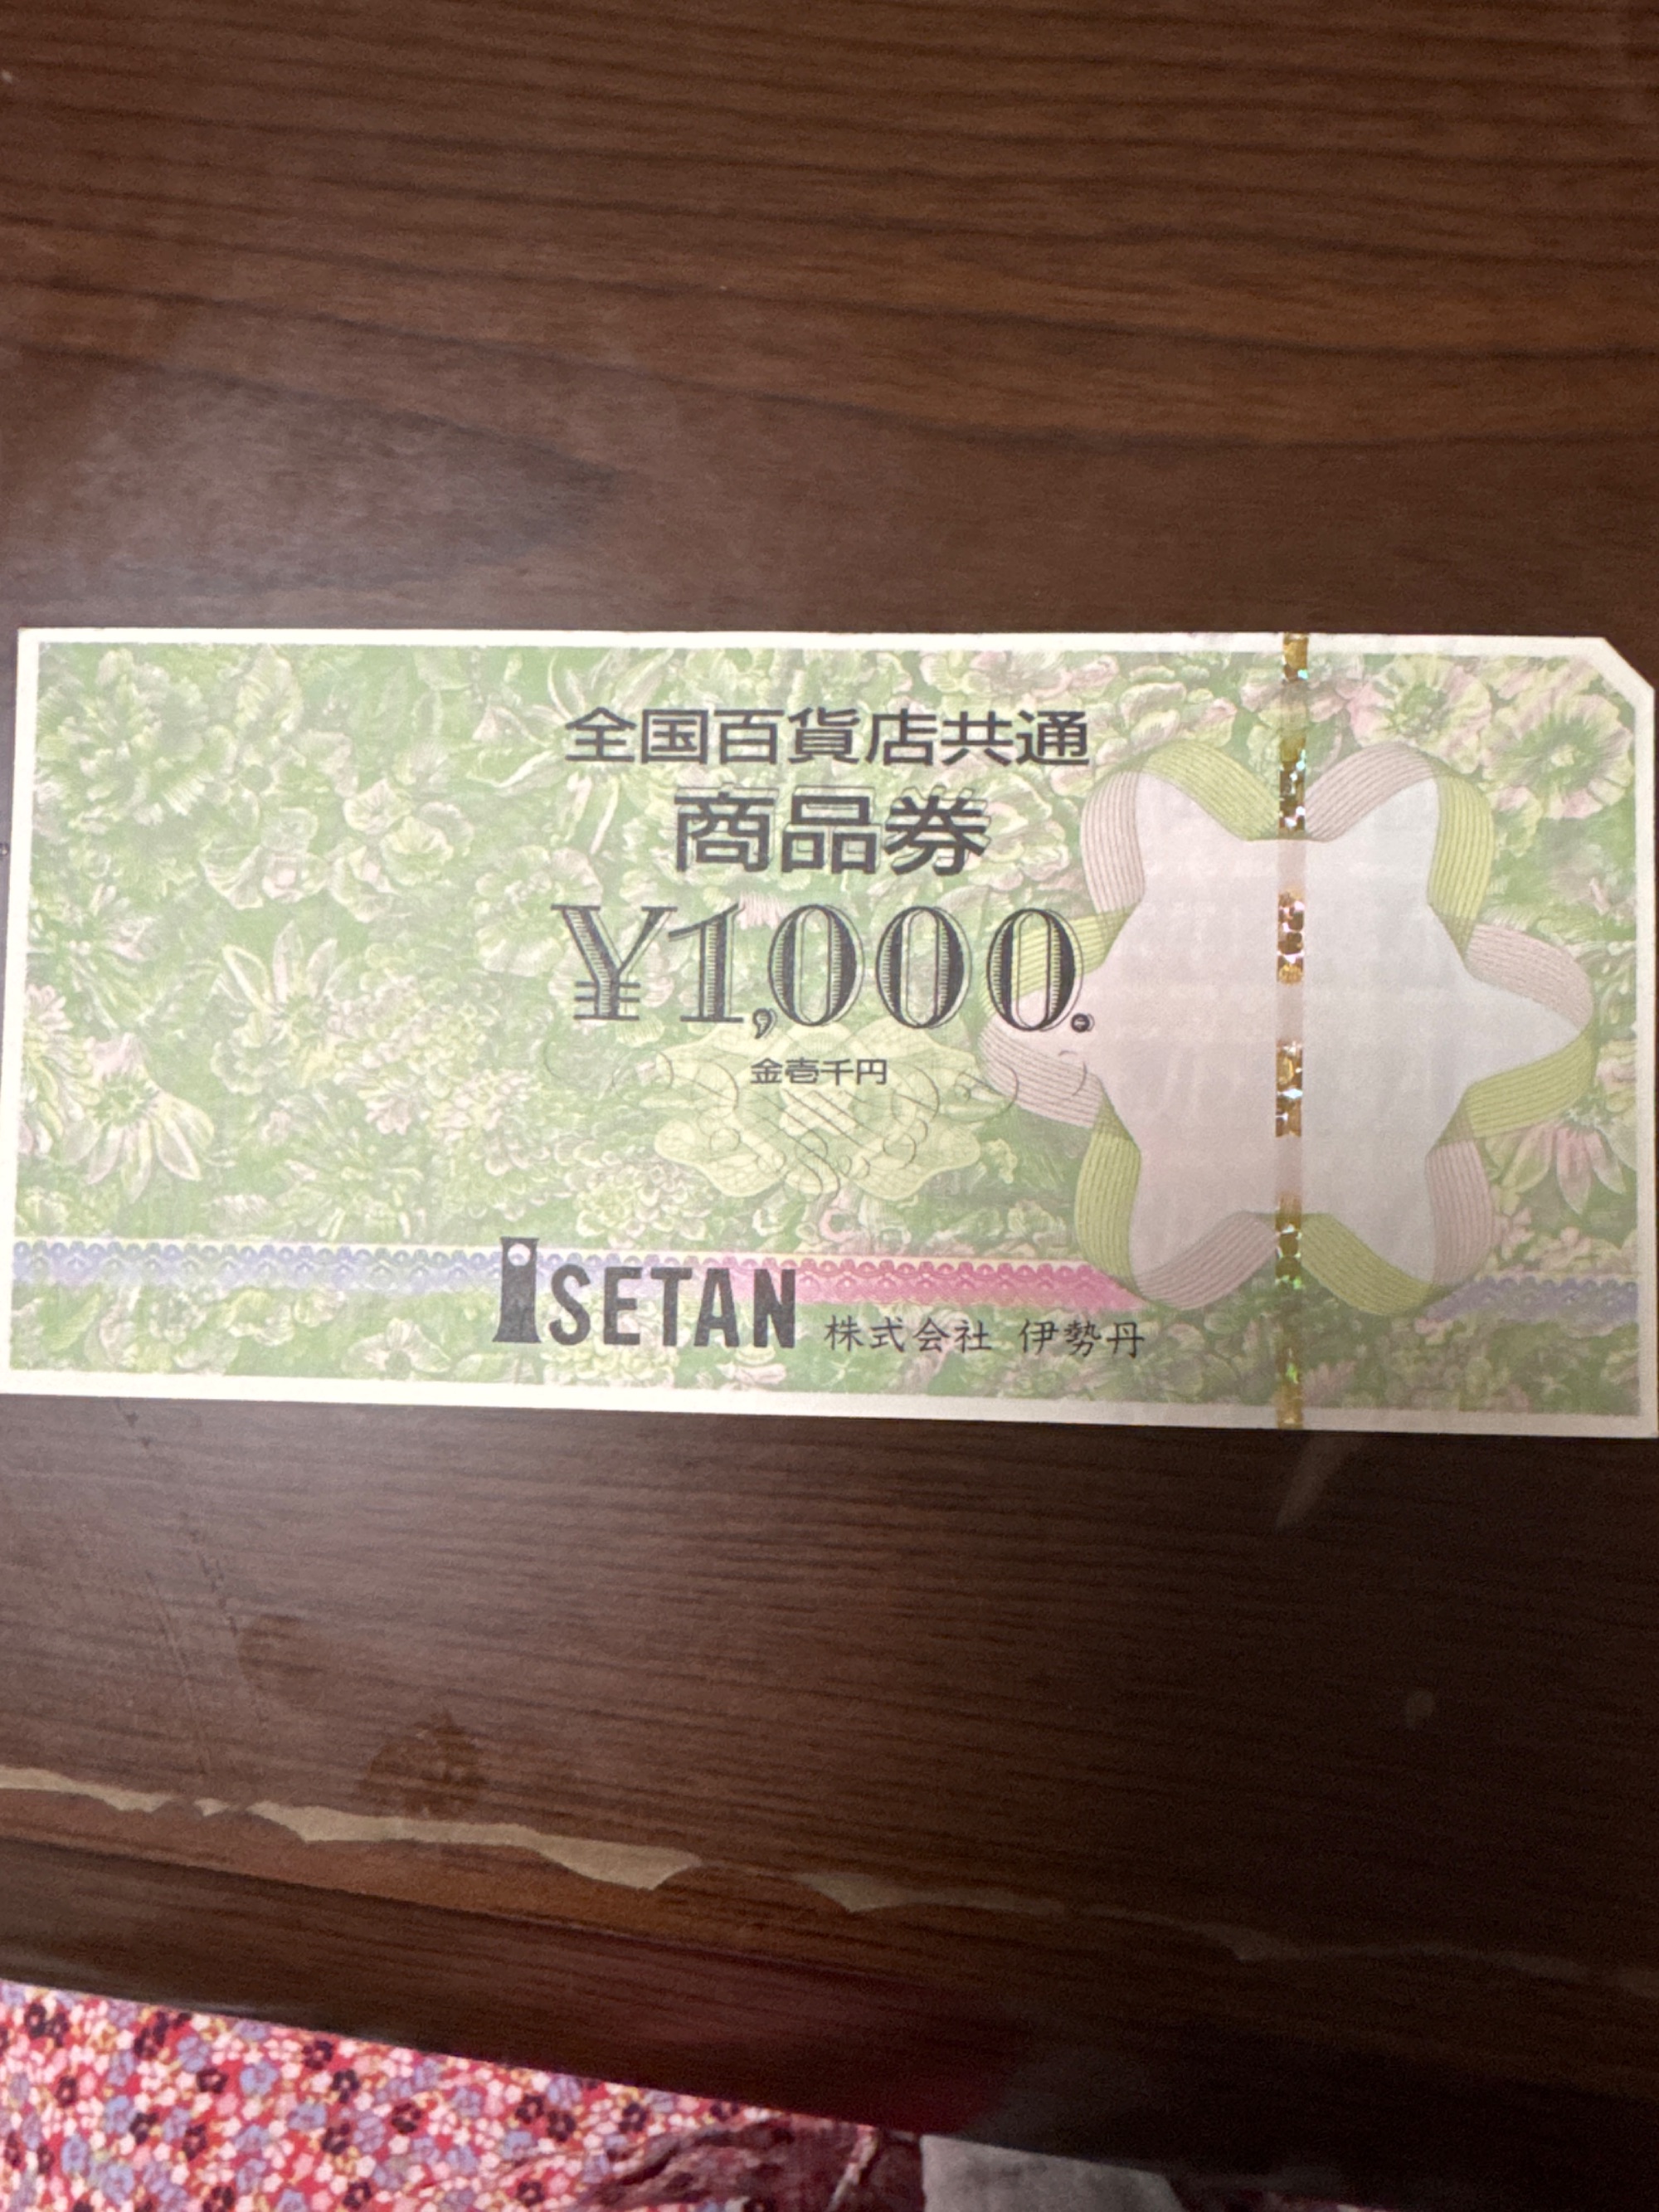 全国百貨店共通
商品券
¥1,000.
金壱千円
ISETAN 株式会社 伊勢丹